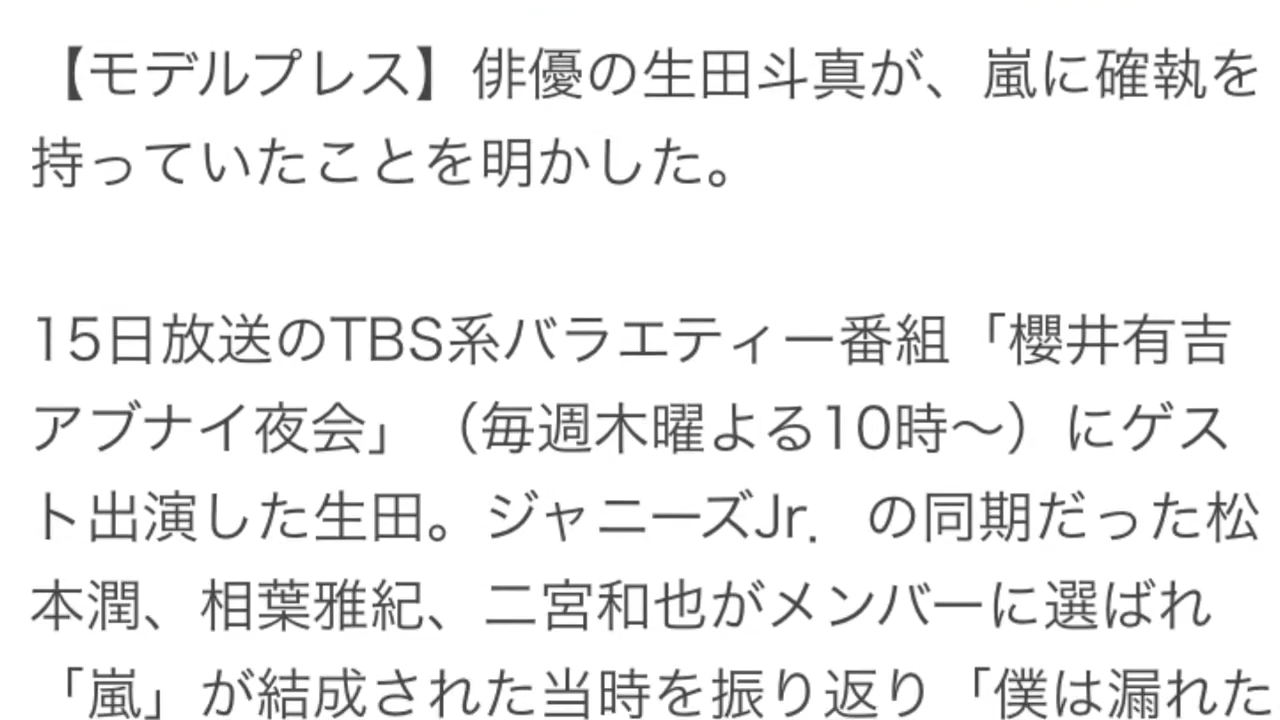 【モデルプレス】俳優の生田斗真が、嵐に確執を
持っていたことを明かした。
15日放送のTBS系バラエティー番組「櫻井有吉
アブナイ夜会」（毎週木曜よる10時〜）にゲス
ト出演した生田。ジャニーズJr．の同期だった松
本潤、相葉雅紀、二宮和也がメンバーに選ばれ
「嵐」が結成された当時を振り返り「僕は漏れた